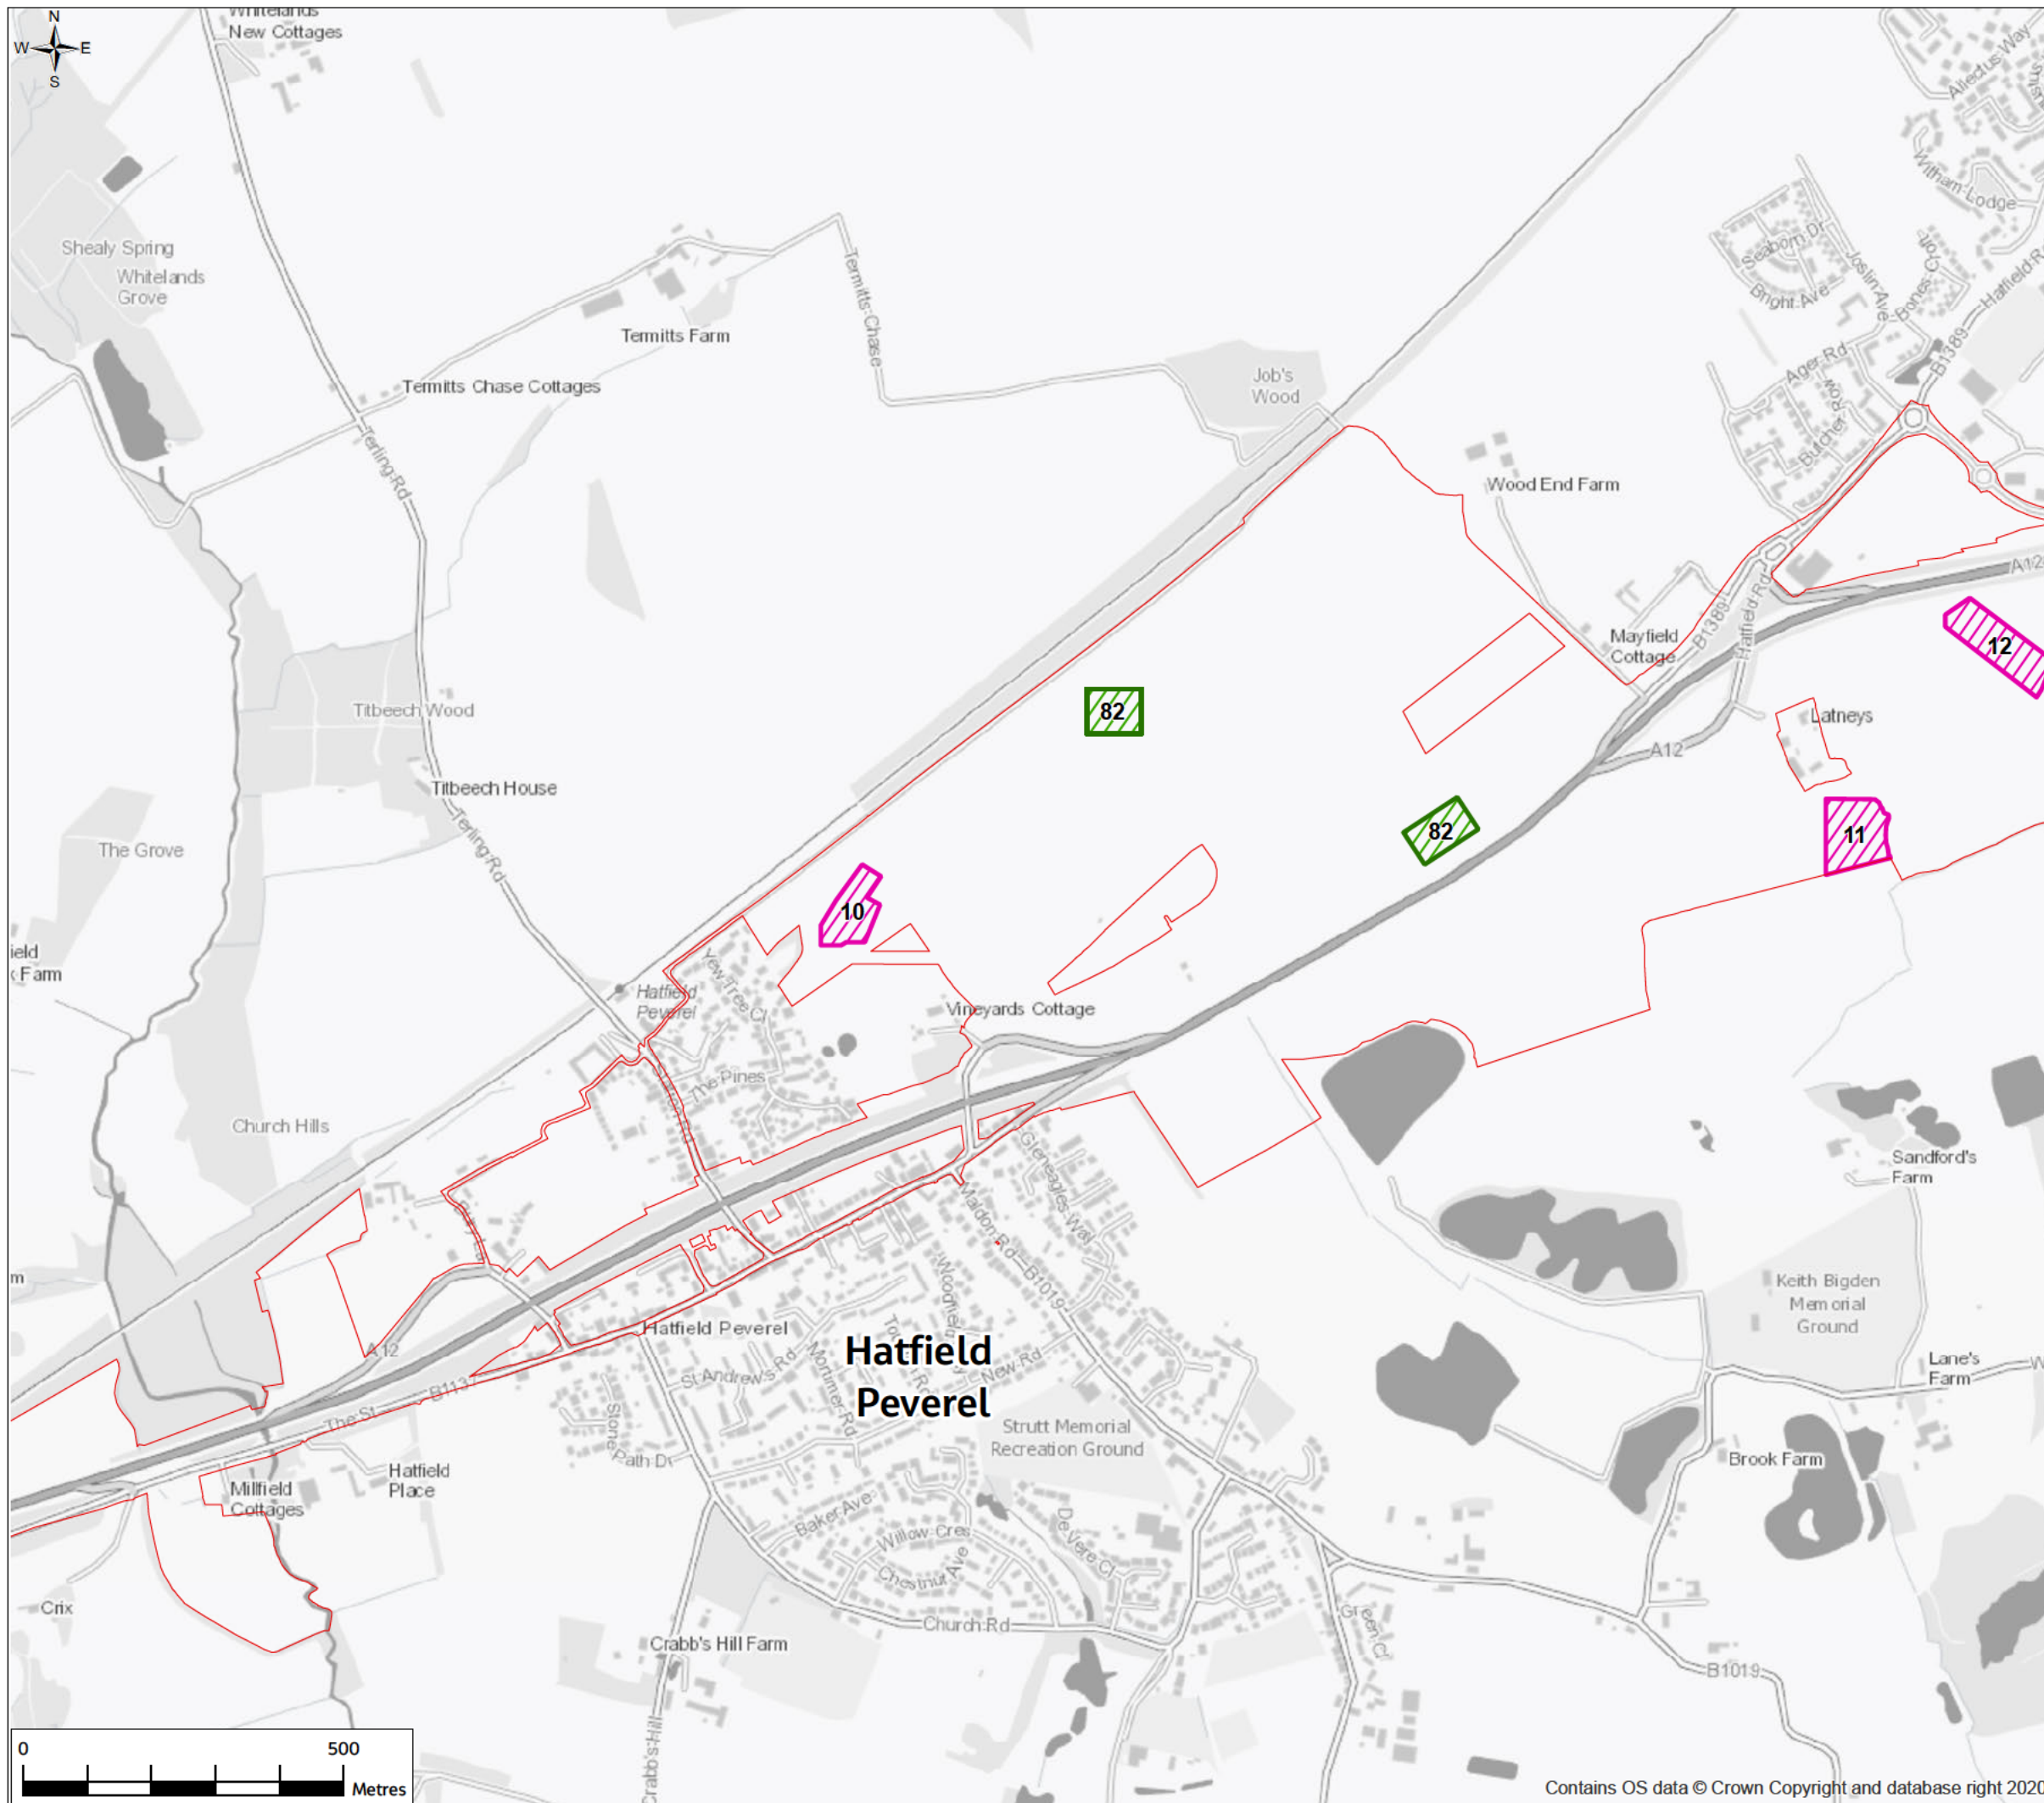 Whitelands
New Cottages
N
W
E
S
Allectus Way
Witham Lodge
Shealy Spring
Whitelands
Grove
Termitts Chase
Seaborn Dr
Joslin Ave
Bones Crt
Hatfield R
Bright Ave
Termitts Farm
B1389
Ager Rd
Job's
Wood
Termitts Chase Cottages
Butcher Row
Terling Rd
Wood End Farm
A12
B1389
Hatfield Rd
Mayfield
Cottage
12
Titbeech Wood
82
Latneys
A12
Titbeech House
Terling Rd
82
11
The Grove
10
ield
k Farm
Yew Tree Cl
Hatfield
Peverel
Vineyards Cottage
The Pines
Church Hills
Gleneagles Way
Sandford's
Farm
Maldon Rd
B1019
m
Keith Bigden
Memorial
Ground
Woodfield
Hatfield Peverel
A12
Hatfield
Peverel
St Andrew's Rd
Mortimer Rd
New Rd
Lane's
Farm
W
B1137
The St
Stone Path Dr
Strutt Memorial
Recreation Ground
Brook Farm
Hatfield
Place
Millfield
Cottages
Baker Ave
Willow Cres
De Vere Cl
Chestnut Ave
Crix
Church Rd
Green Cl
Crabb's Hill Farm
B1019
Crabb's Hill
0
500
Metres
Contains OS data © Crown Copyright and database right 2020